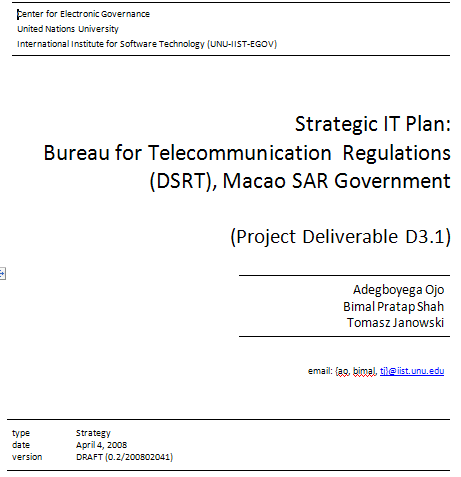 Center for Electronic Governance
United Nations University
International Institute for Software Technology (UNU-IIST-EGOV)
Strategic IT Plan:
Bureau for Telecommunication Regulations
(DSRT), Macao SAR Government
(Project Deliverable D3.1)
Adegboyega Ojo
Bimal Pratap Shah
Tomasz Janowski
email: {ao, bimal, tj}@iist.unu.edu
type Strategy
date April 4, 2008
version DRAFT (0.2/200802041)